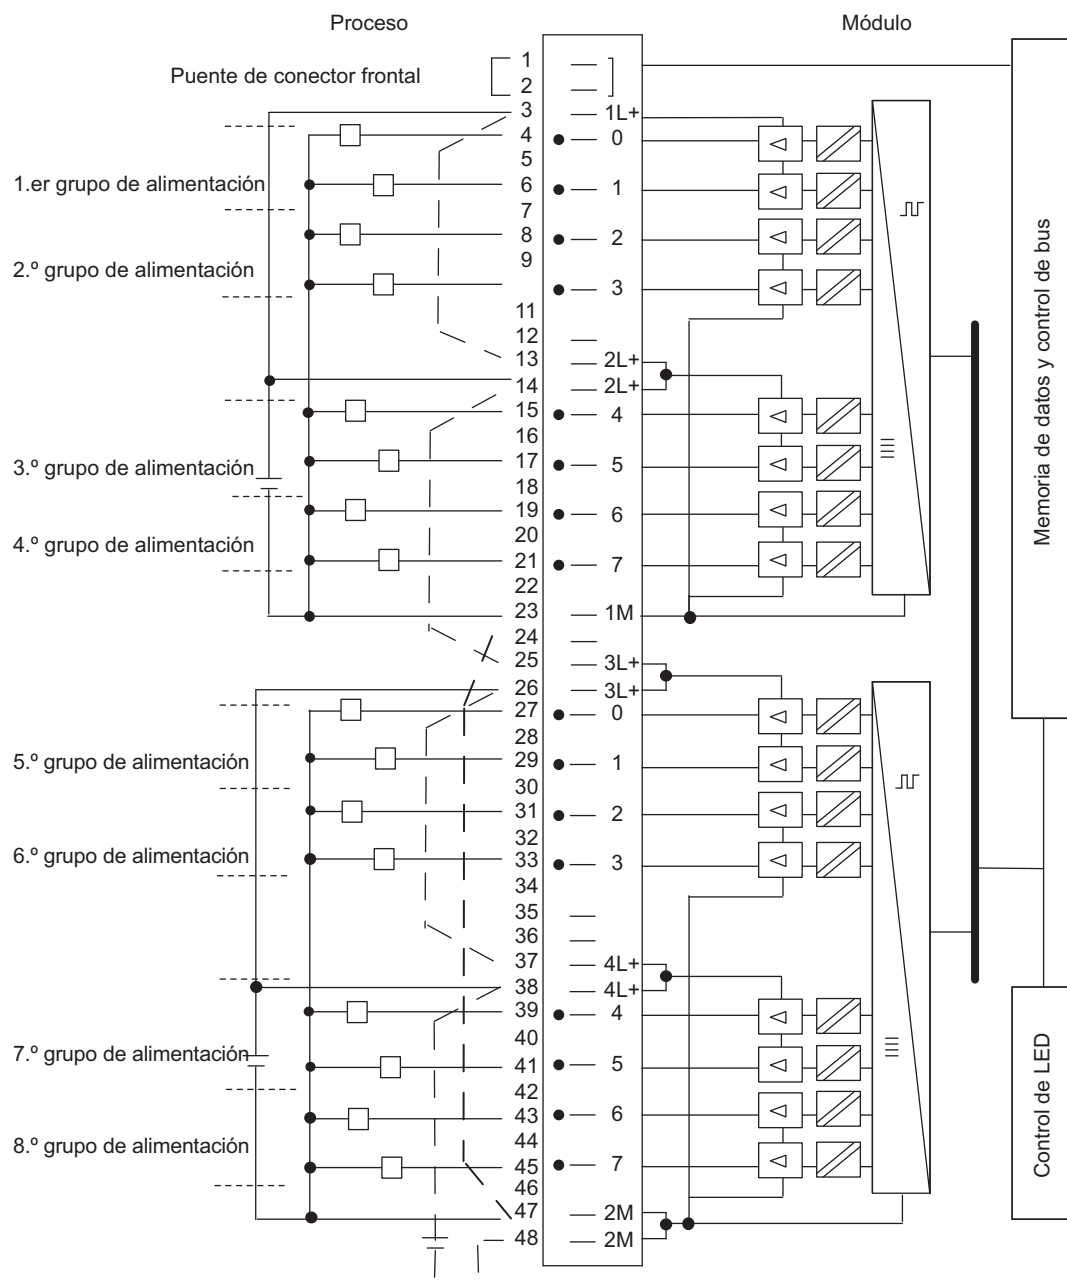 Proceso Módulo
Puente de conector frontal
1
2
3 1L+
4 0
5
1.er grupo de alimentación 6 1
7
8 2
9
2.º grupo de alimentación
3
11
12
13 2L+
14 2L+
15 4
16
17 5
3.º grupo de alimentación
18
19 6
20
4.º grupo de alimentación
21 7
22
23 1M
24
25 3L+
26 3L+
27 0
28
5.º grupo de alimentación 29 1
30
31 2
32
6.º grupo de alimentación 33 3
34
35
36
37 4L+
38 4L+
39 4
40
7.º grupo de alimentación
41 5
42
43 6
44
8.º grupo de alimentación
45 7
46
47 2M
48 2M
Memoria de datos y control de bus
Control de LED